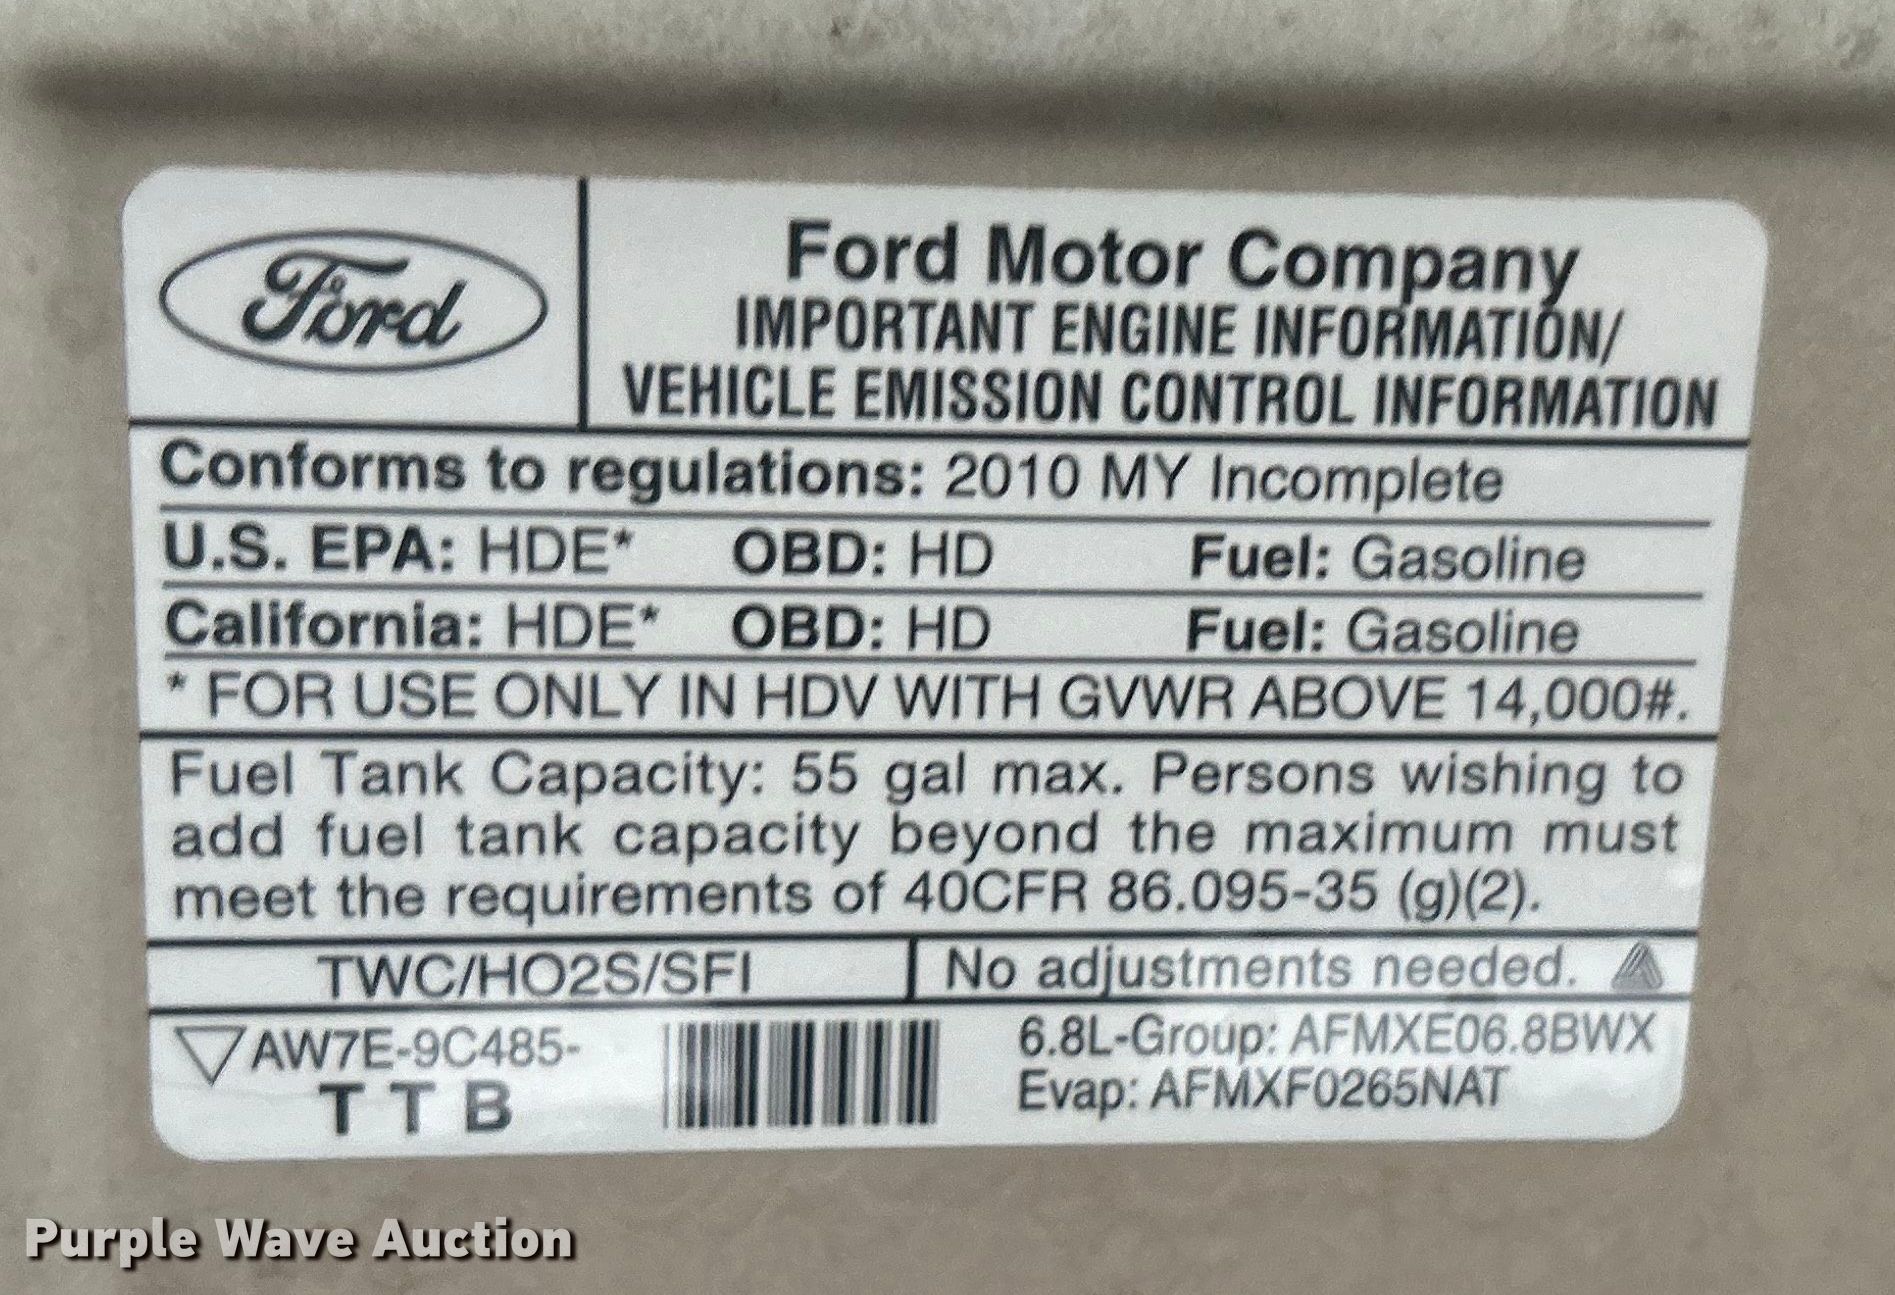 Ford
Ford Motor Company
IMPORTANT ENGINE INFORMATION/
VEHICLE EMISSION CONTROL INFORMATION
Conforms to regulations: 2010 MY Incomplete
U.S. EPA: HDE* OBD: HD Fuel: Gasoline
California: HDE* OBD: HD Fuel: Gasoline
* FOR USE ONLY IN HDV WITH GVWR ABOVE 14,000#.
Fuel Tank Capacity: 55 gal max. Persons wishing to
add fuel tank capacity beyond the maximum must
meet the requirements of 40CFR 86.095-35 (g)(2).
TWC/HO2S/SFI No adjustments needed.
AW7E-9C485-
T T B
6.8L-Group: AFMXE06.8BWX
Evap: AFMXF0265NAT
Purple Wave Auction